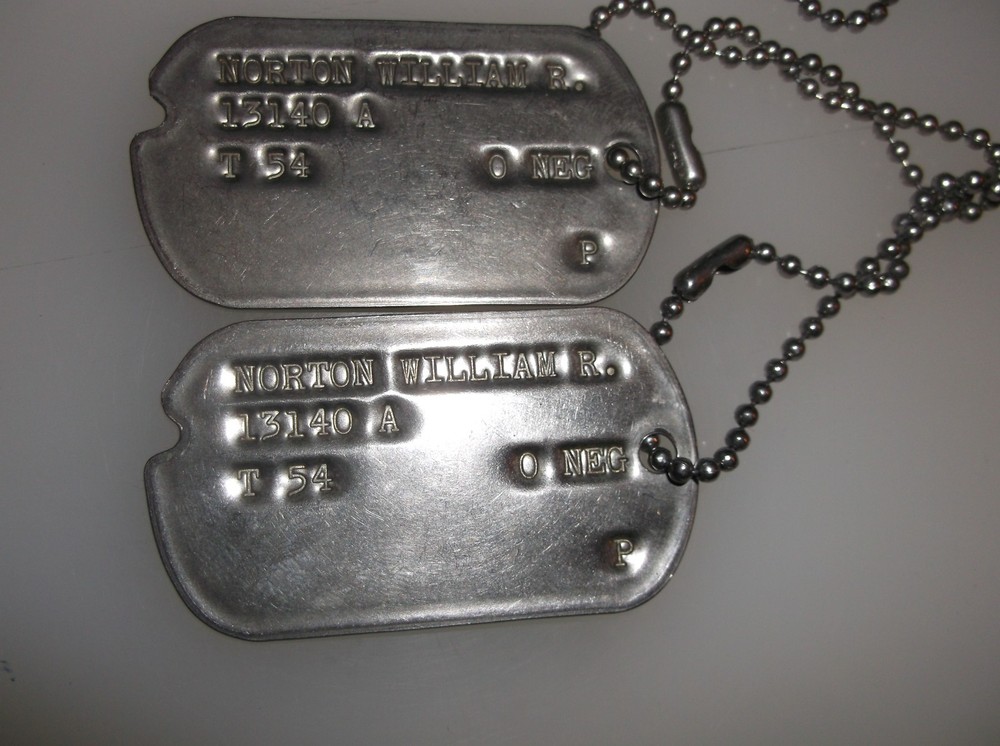 NORTON WILLIAM R.
13140 A
T 54 O NEG
P
NORTON WILLIAM R.
13140 A
T 54 O NEG
P